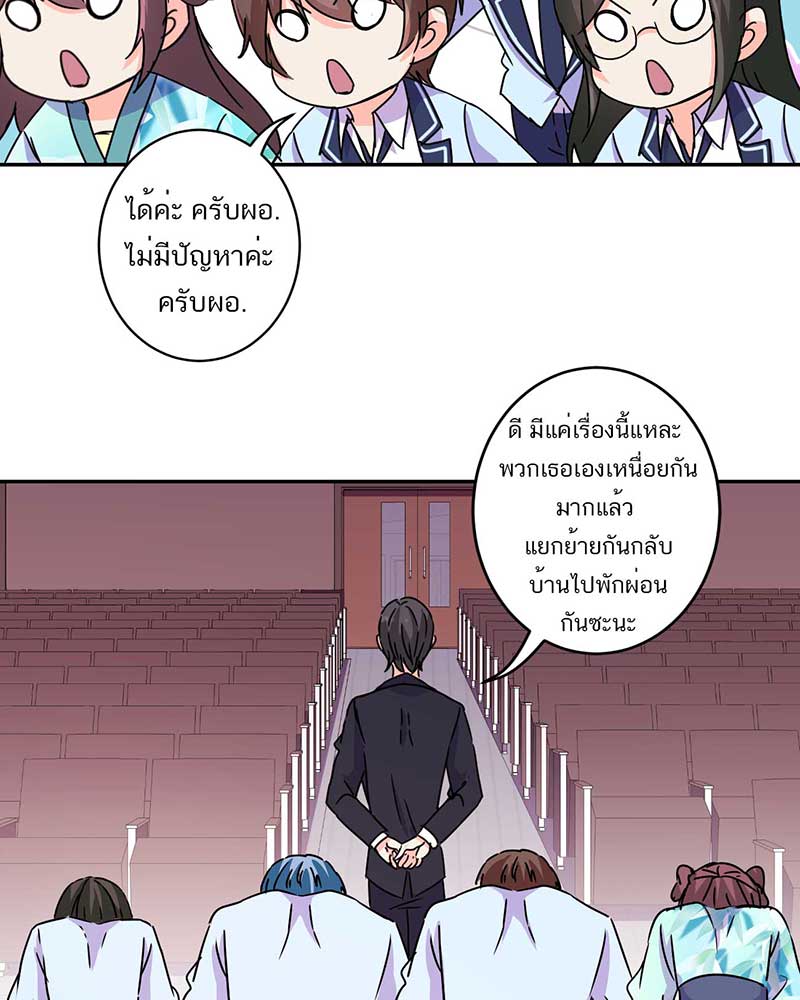 ได้ค่ะ ครับผอ.
ไม่มีปัญหาค่ะ
ครับผอ.
ดี มีแค่เรื่องนี้แหละ
พวกเธอเองเหนื่อยกัน
มากแล้ว
แยกย้ายกันกลับ
บ้านไปพักผ่อน
กันซะนะ